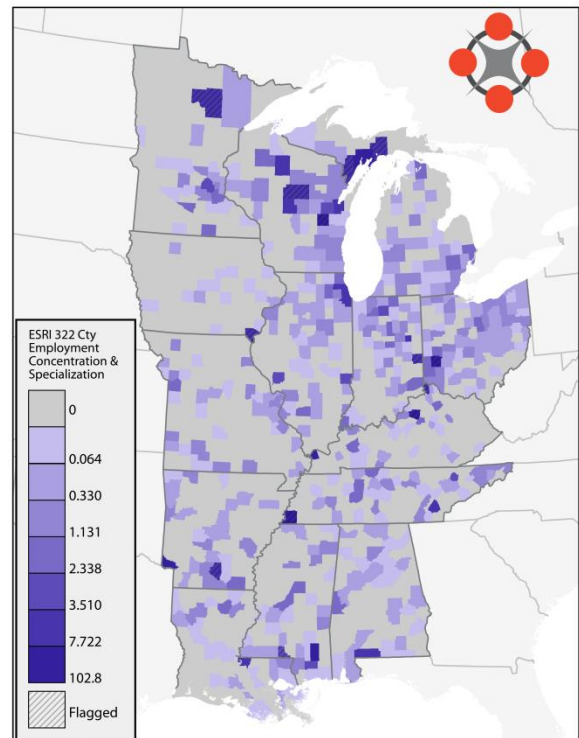 ESRI 322 Cty
Employment
Concentration &
Specialization
0
0.064
0.330
1.131
2.338
3.510
7.722
102.8
Flagged